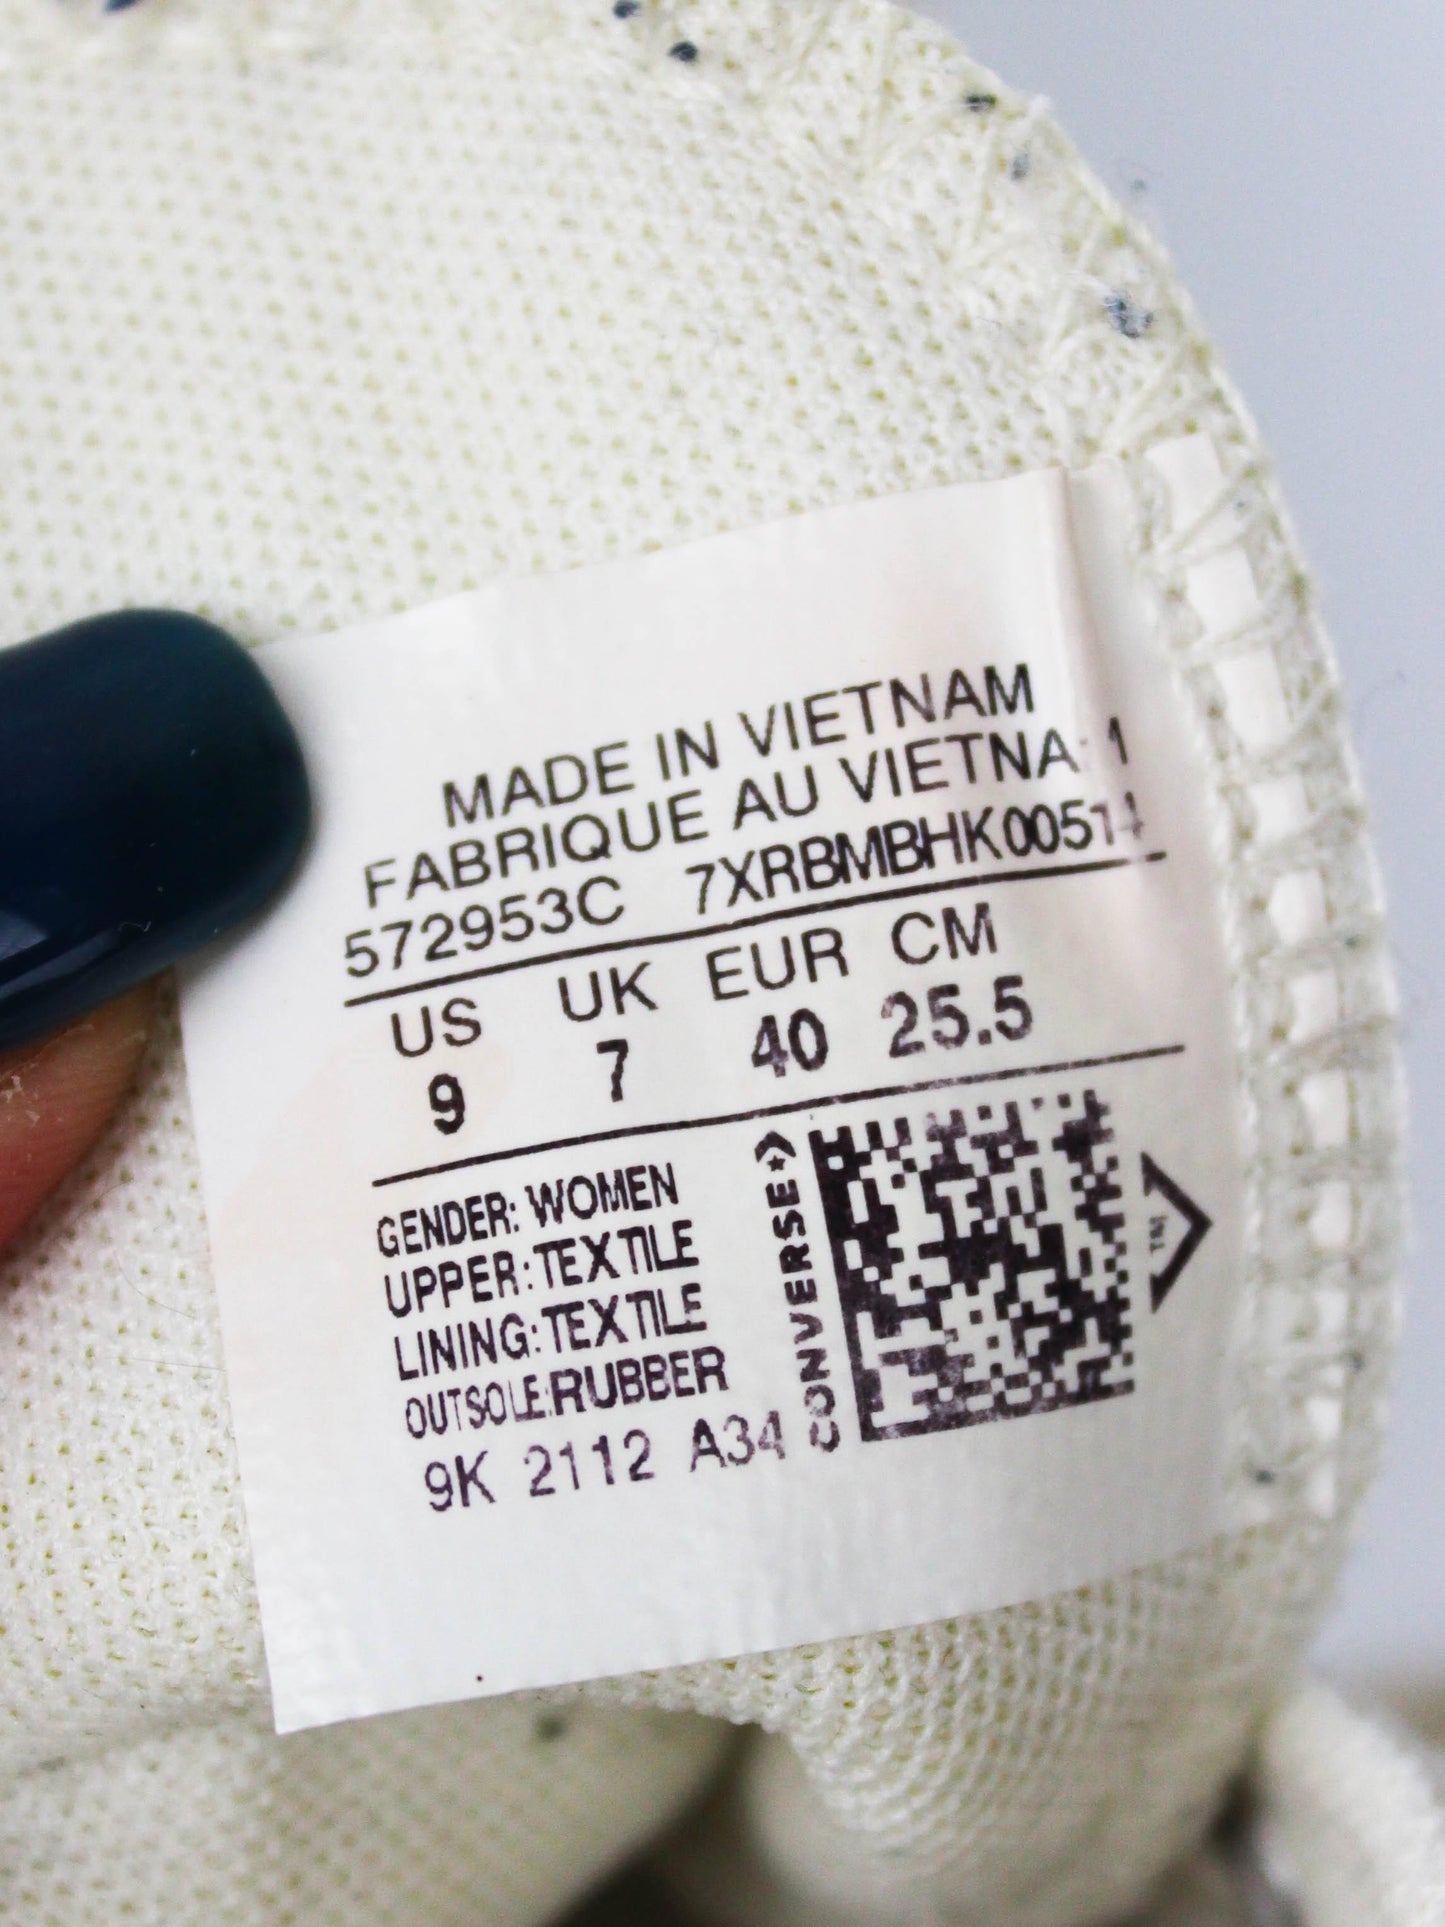 MADE IN VIETNAM
FABRIQUE AU VIETNAM
572953C 7XRBMBHK00514
US UK EUR CM
9 7 40 25.5
GENDER: WOMEN
UPPER: TEXTILE
LINING: TEXTILE
OUTSOLE: RUBBER
9K 2112 A34
CONVERSE
TM